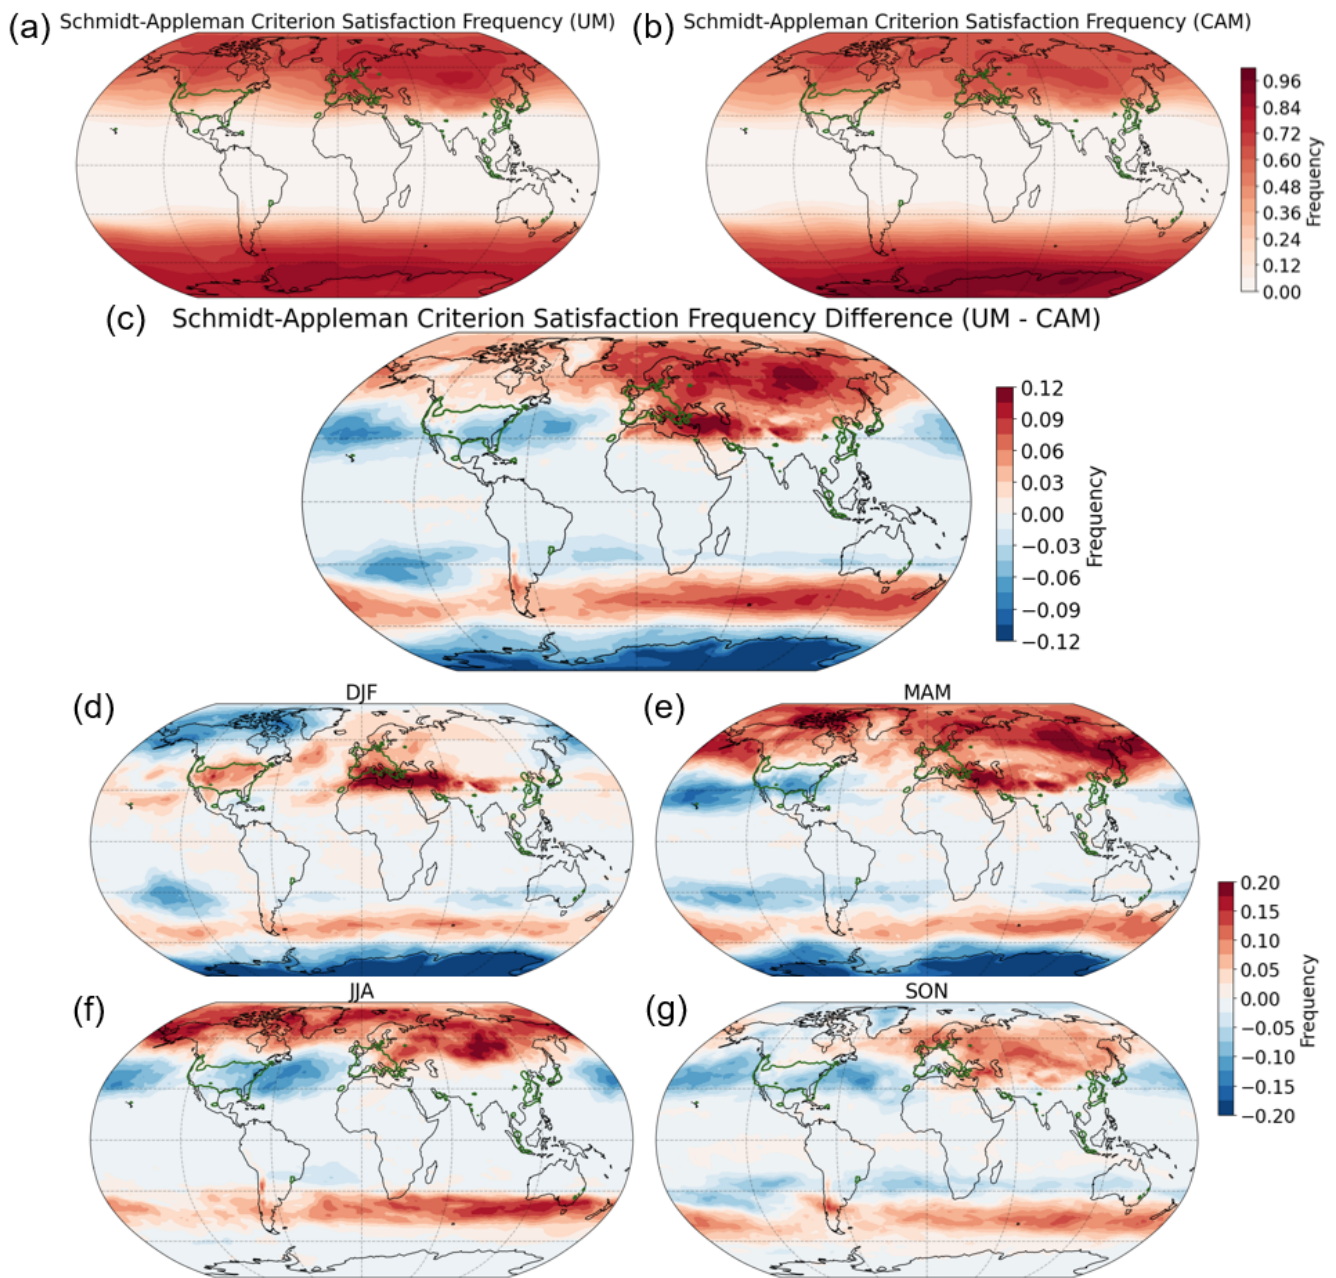 (a) Schmidt-Appleman Criterion Satisfaction Frequency (UM)
(b) Schmidt-Appleman Criterion Satisfaction Frequency (CAM)
0.96
0.84
0.72
0.60
0.48
0.36
0.24
0.12
0.00
Frequency
(c) Schmidt-Appleman Criterion Satisfaction Frequency Difference (UM - CAM)
0.12
0.09
0.06
0.03
0.00
−0.03
−0.06
−0.09
−0.12
Frequency
(d) DJF
(e) MAM
(f) JJA
(g) SON
0.20
0.15
0.10
0.05
0.00
−0.05
−0.10
−0.15
−0.20
Frequency